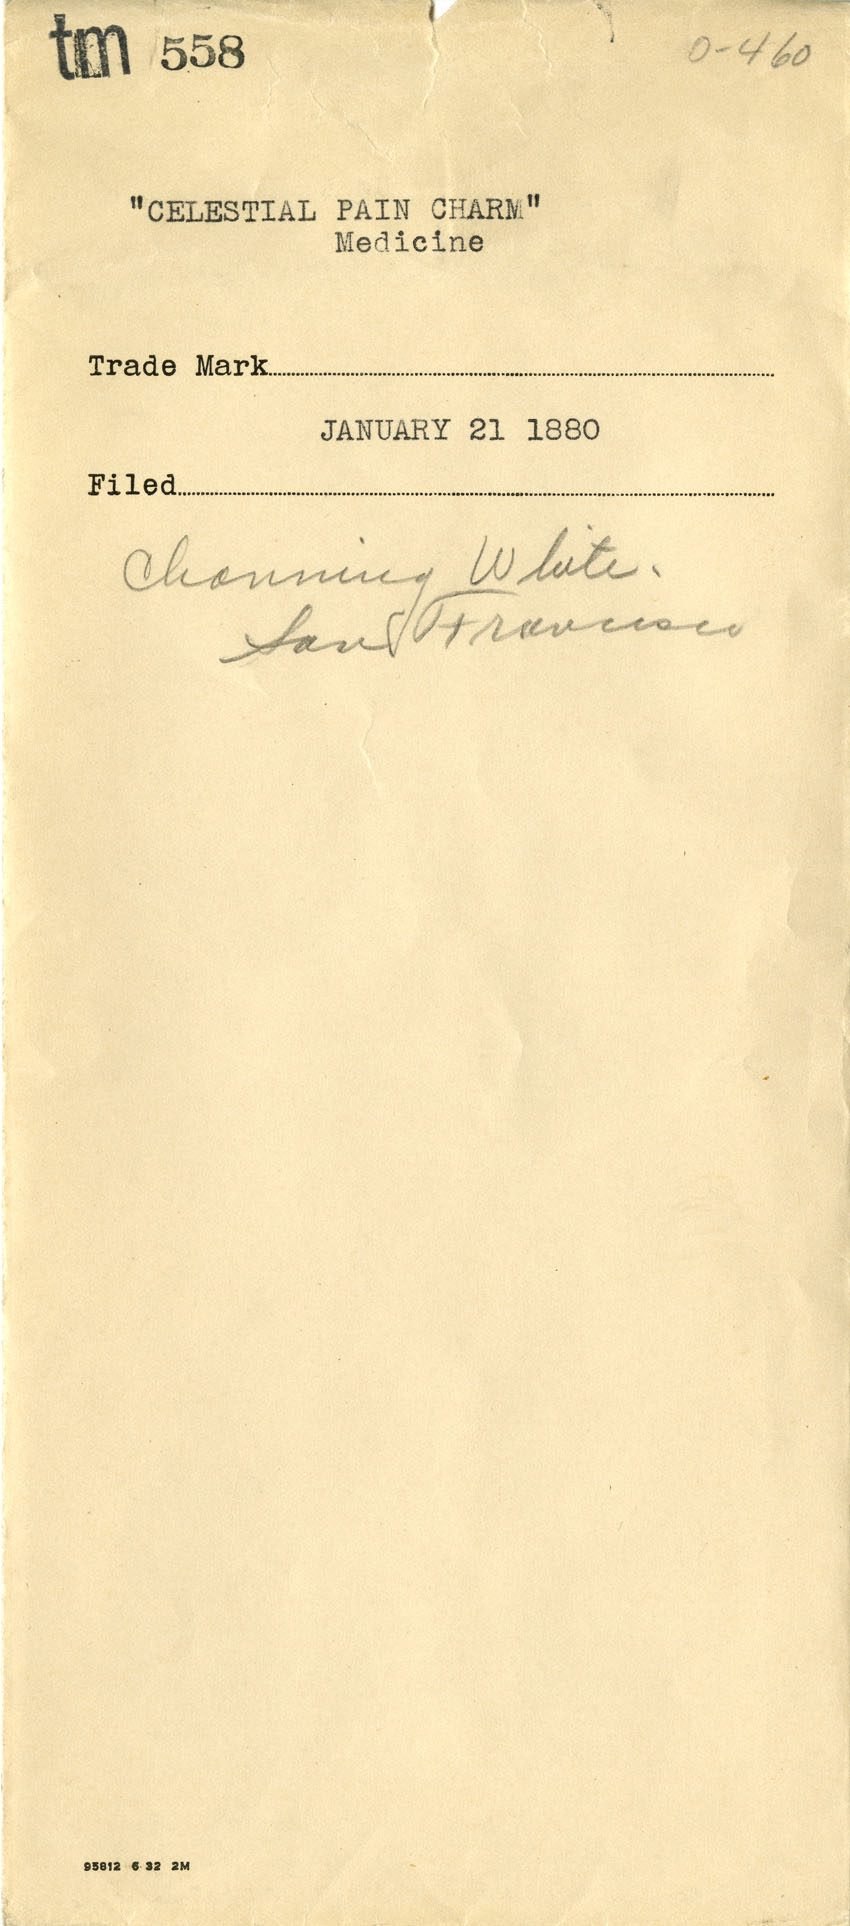 tm 558
0-460
"CELESTIAL PAIN CHARM"
Medicine
Trade Mark
JANUARY 21 1880
Filed
Channing White.
San Francisco
95812 6-32 2M